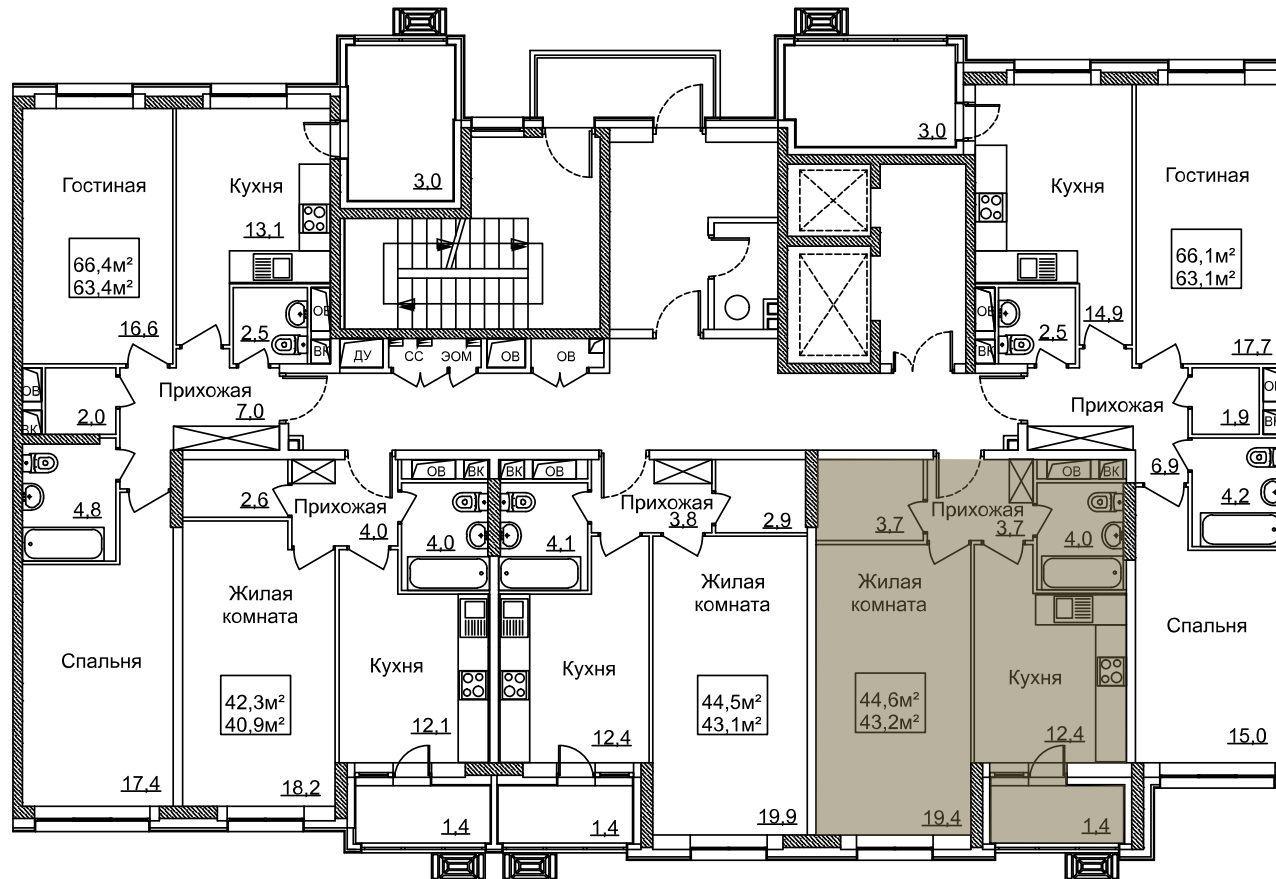 3,0
3,0
Гостиная
Кухня
13,1
66,4м²
63,4м²
16,6
2,5
ОВ
ВК
ДУ
СС
ЭОМ
ОВ
ОВ
Кухня
Гостиная
66,1м²
63,1м²
14,9
17,7
ОВ
ВК
2,5
Прихожая
7,0
ОВ
ВК
2,0
4,8
Прихожая
6,9
1,9
ОВ
ВК
4,2
2,6
Прихожая
4,0
ОВ
ВК
4,0
ВК
ОВ
4,1
Прихожая
3,8
2,9
3,7
Прихожая
3,7
ОВ
ВК
4,0
Спальня
17,4
Жилая
комната
42,3м²
40,9м²
18,2
Кухня
12,1
1,4
Кухня
12,4
1,4
Жилая
комната
44,5м²
43,1м²
19,9
Жилая
комната
44,6м²
43,2м²
19,4
Кухня
12,4
1,4
Спальня
15,0